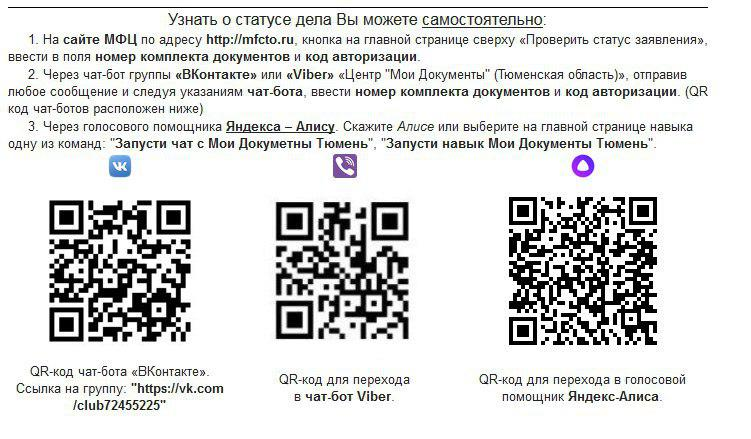 Узнать о статусе дела Вы можете самостоятельно:
1. На сайте МФЦ по адресу http://mfcto.ru, кнопка на главной странице сверху «Проверить статус заявления»,
ввести в поля номер комплекта документов и код авторизации.
2. Через чат-бот группы «ВКонтакте» или «Viber» «Центр "Мои Документы" (Тюменская область)», отправив
любое сообщение и следуя указаниям чат-бота, ввести номер комплекта документов и код авторизации. (QR
код чат-ботов расположен ниже)
3. Через голосового помощника Яндекса – Алису. Скажите Алисе или выберите на главной странице навыка
одну из команд: "Запусти чат с Мои Докуметны Тюмень", "Запусти навык Мои Документы Тюмень".
QR-код чат-бота «ВКонтакте».
Ссылка на группу: "https://vk.com
/club72455225"
QR-код для перехода
в чат-бот Viber.
QR-код для перехода в голосовой
помощник Яндекс-Алиса.